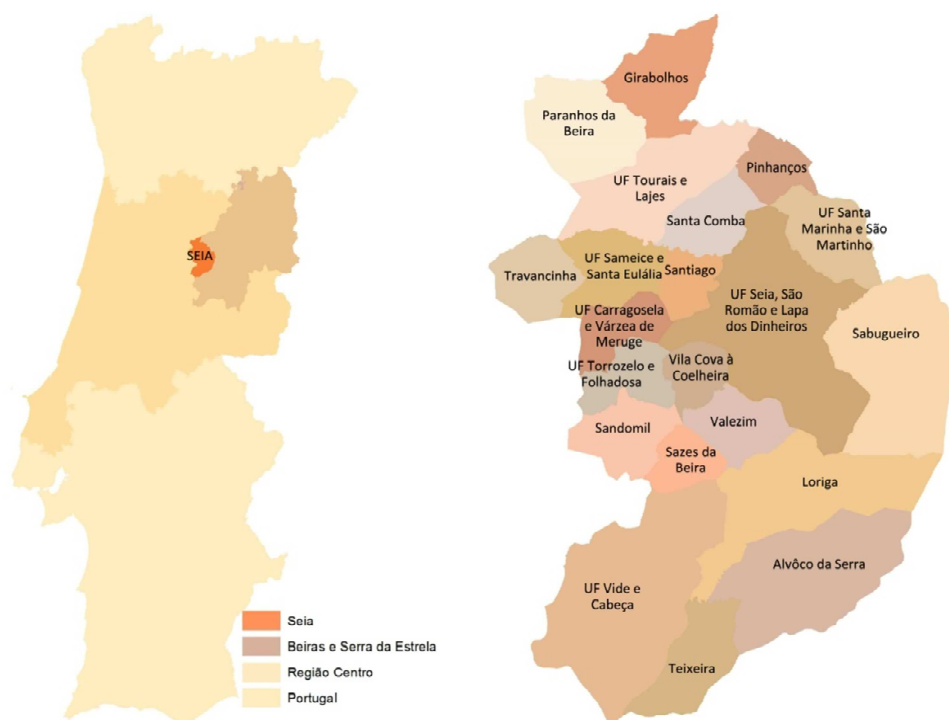 SEIA
Seia
Beiras e Serra da Estrela
Região Centro
Portugal
Girabolhos
Paranhos da
Beira
Pinhanços
UF Tourais e
Lajes
Santa Comba
UF Santa
Marinha e São
Martinho
Travancinha
UF Sameice e
Santa Eulália
Santiago
UF Seia, São
Romão e Lapa
dos Dinheiros
Sabugueiro
UF Carragosela
e Várzea de
Meruge
UF Torrozelo e
Folhadosa
Vila Cova à
Coelheira
Sandomil
Valezim
Sazes da
Beira
Loriga
Alvôco da Serra
UF Vide e
Cabeça
Teixeira